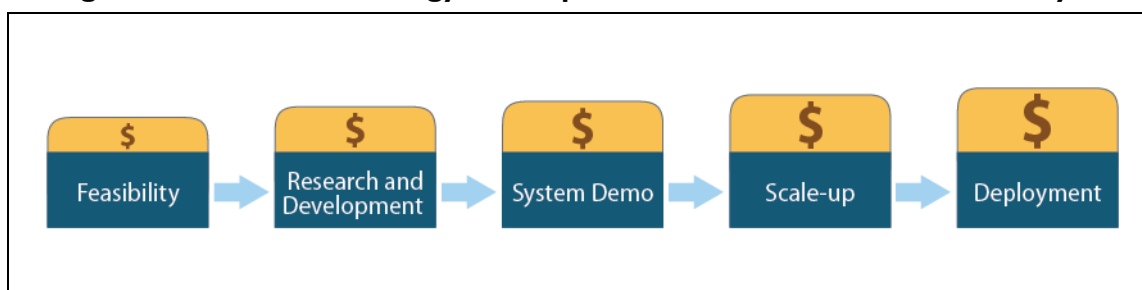 $
$
$
$
$
Feasibility
Research and
Development
System Demo
Scale-up
Deployment